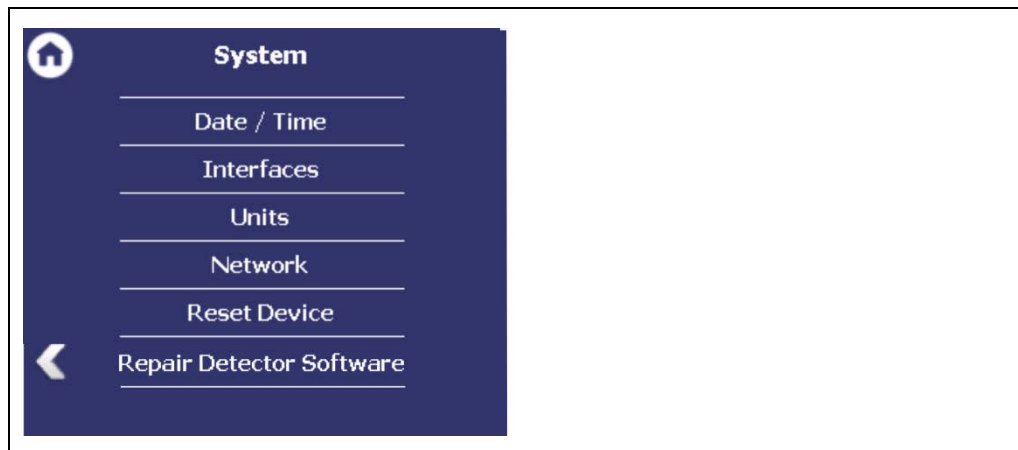 System
Date / Time
Interfaces
Units
Network
Reset Device
Repair Detector Software